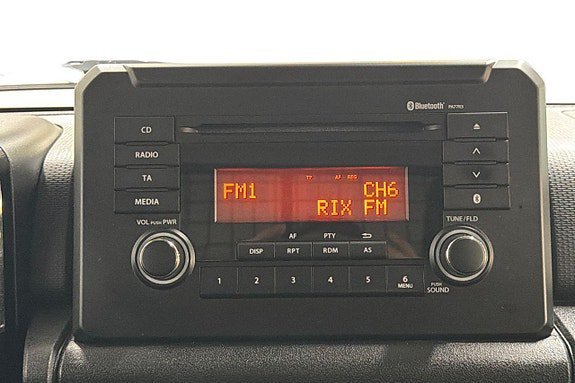 Bluetooth PA77R3
CD
RADIO
TA
MEDIA
TP AF REG
FM1 CH6
RIX FM
VOL PUSH PWR
TUNE/FLD
AF PTY
DISP RPT RDM AS
1 2 3 4 5 6
MENU
PUSH
SOUND